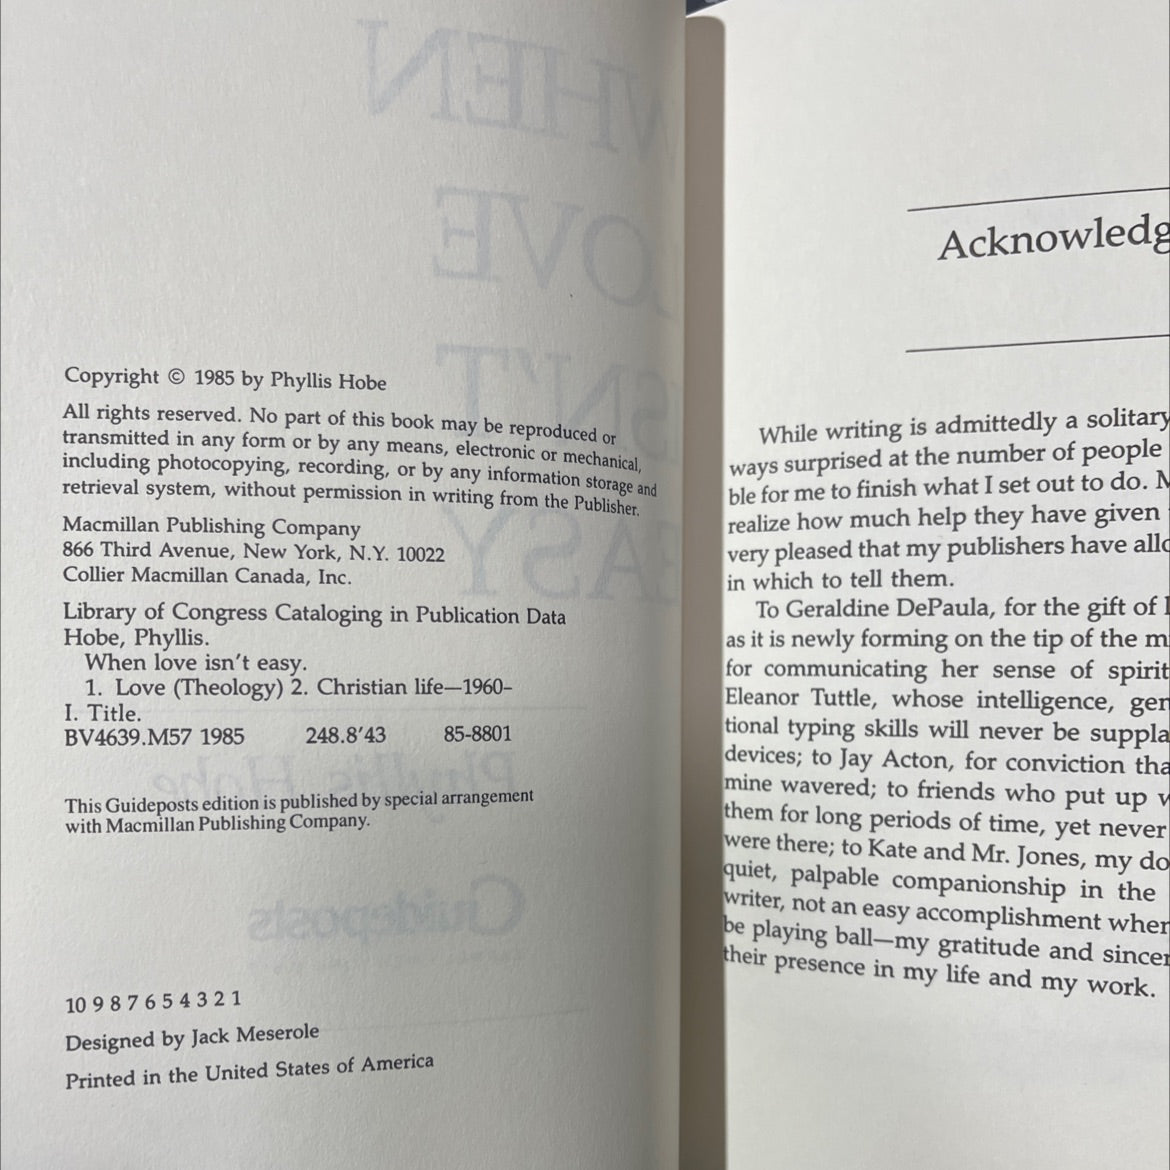 Copyright © 1985 by Phyllis Hobe
All rights reserved. No part of this book may be reproduced or
transmitted in any form or by any means, electronic or mechanical,
including photocopying, recording, or by any information storage and
retrieval system, without permission in writing from the Publisher.
Macmillan Publishing Company
866 Third Avenue, New York, N.Y. 10022
Collier Macmillan Canada, Inc.
Library of Congress Cataloging in Publication Data
Hobe, Phyllis.
When love isn't easy.
1. Love (Theology) 2. Christian life—1960–
I. Title.
BV4639.M57 1985 248.8'43 85-8801
This Guideposts edition is published by special arrangement
with Macmillan Publishing Company.
10 9 8 7 6 5 4 3 2 1
Designed by Jack Meserole
Printed in the United States of America
Acknowledg
While writing is admittedly a solitary
ways surprised at the number of people
ble for me to finish what I set out to do. M
realize how much help they have given
very pleased that my publishers have allo
in which to tell them.
To Geraldine DePaula, for the gift of l
as it is newly forming on the tip of the m
for communicating her sense of spirit
Eleanor Tuttle, whose intelligence, gen
tional typing skills will never be suppla
devices; to Jay Acton, for conviction tha
mine wavered; to friends who put up w
them for long periods of time, yet never
were there; to Kate and Mr. Jones, my do
quiet, palpable companionship in the
writer, not an easy accomplishment when
be playing ball—my gratitude and sincer
their presence in my life and my work.